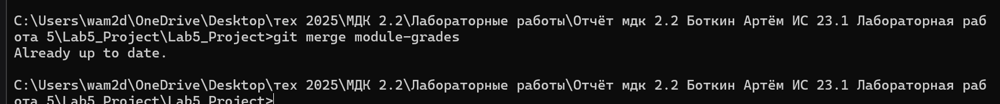 C:\Users\wam2d\OneDrive\Desktop\тех 2025\МДК 2.2\Лабораторные работы\Отчёт мдк 2.2 Боткин Артём ИС 23.1 Лабораторная раб
ота 5\Lab5_Project\Lab5_Project>git merge module-grades
Already up to date.
C:\Users\wam2d\OneDrive\Desktop\тех 2025\МДК 2.2\Лабораторные работы\Отчёт мдк 2.2 Боткин Артём ИС 23.1 Лабораторная раб
ота 5\Lab5_Project\Lab5_Project>